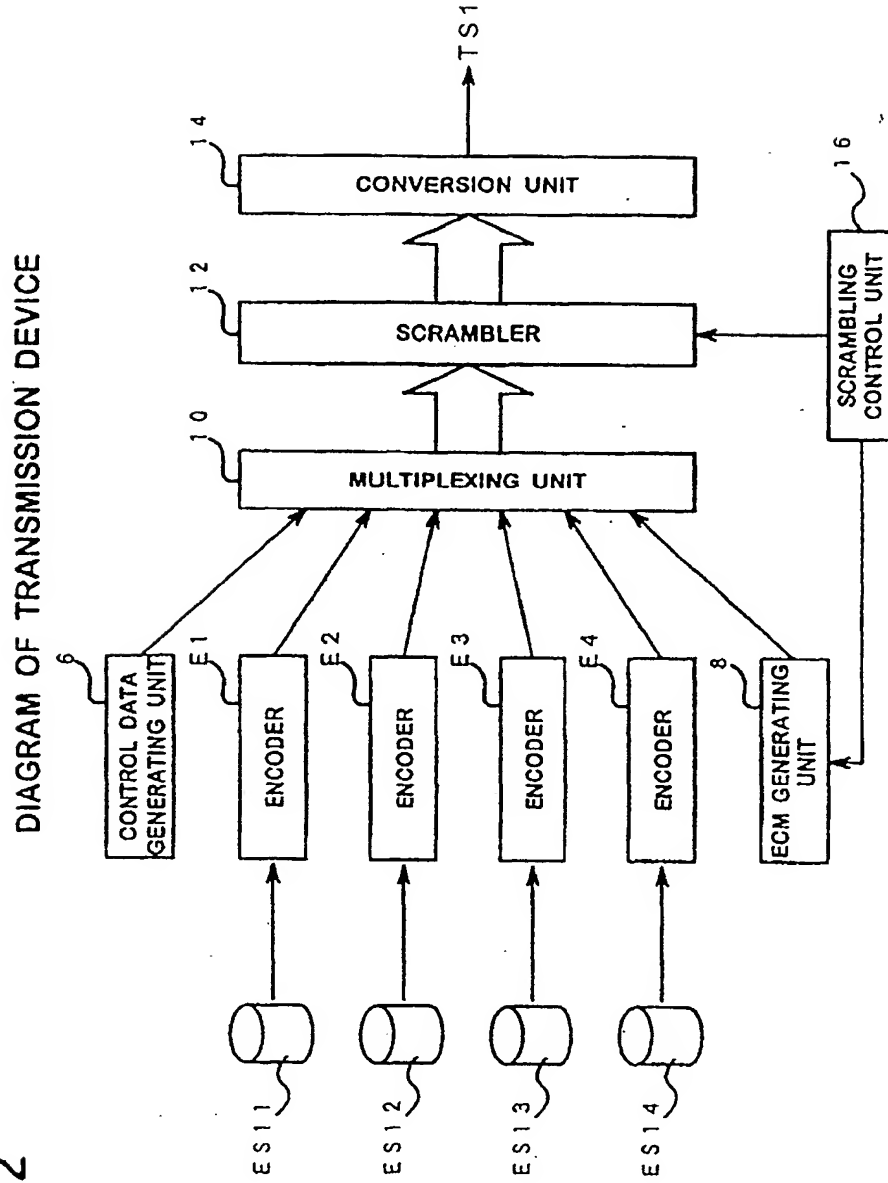 2
DIAGRAM OF TRANSMISSION DEVICE
6
CONTROL DATA
GENERATING UNIT
E1
ENCODER
E2
ENCODER
E3
ENCODER
E4
ENCODER
8
ECM GENERATING
UNIT
ES11
ES12
ES13
ES14
10
MULTIPLEXING UNIT
12
SCRAMBLER
14
CONVERSION UNIT
TS1
16
SCRAMBLING
CONTROL UNIT